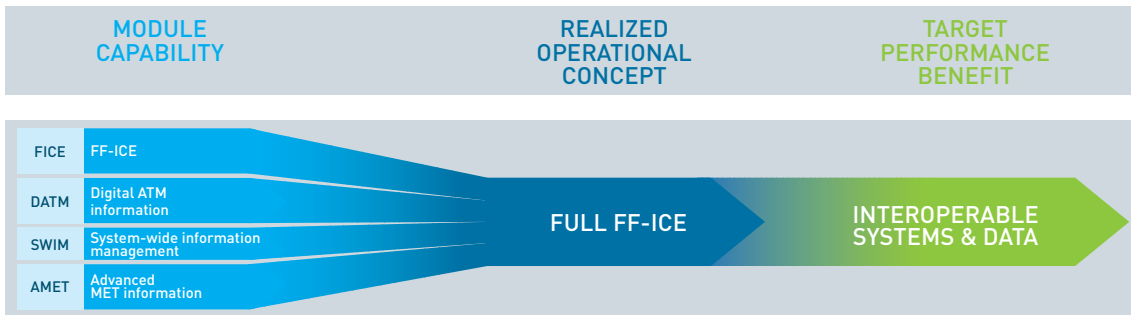 MODULE
CAPABILITY
REALIZED
OPERATIONAL
CONCEPT
TARGET
PERFORMANCE
BENEFIT
FICE
FF-ICE
DATM
Digital ATM
information
SWIM
System-wide information
management
AMET
Advanced
MET information
FULL FF-ICE
INTEROPERABLE
SYSTEMS & DATA